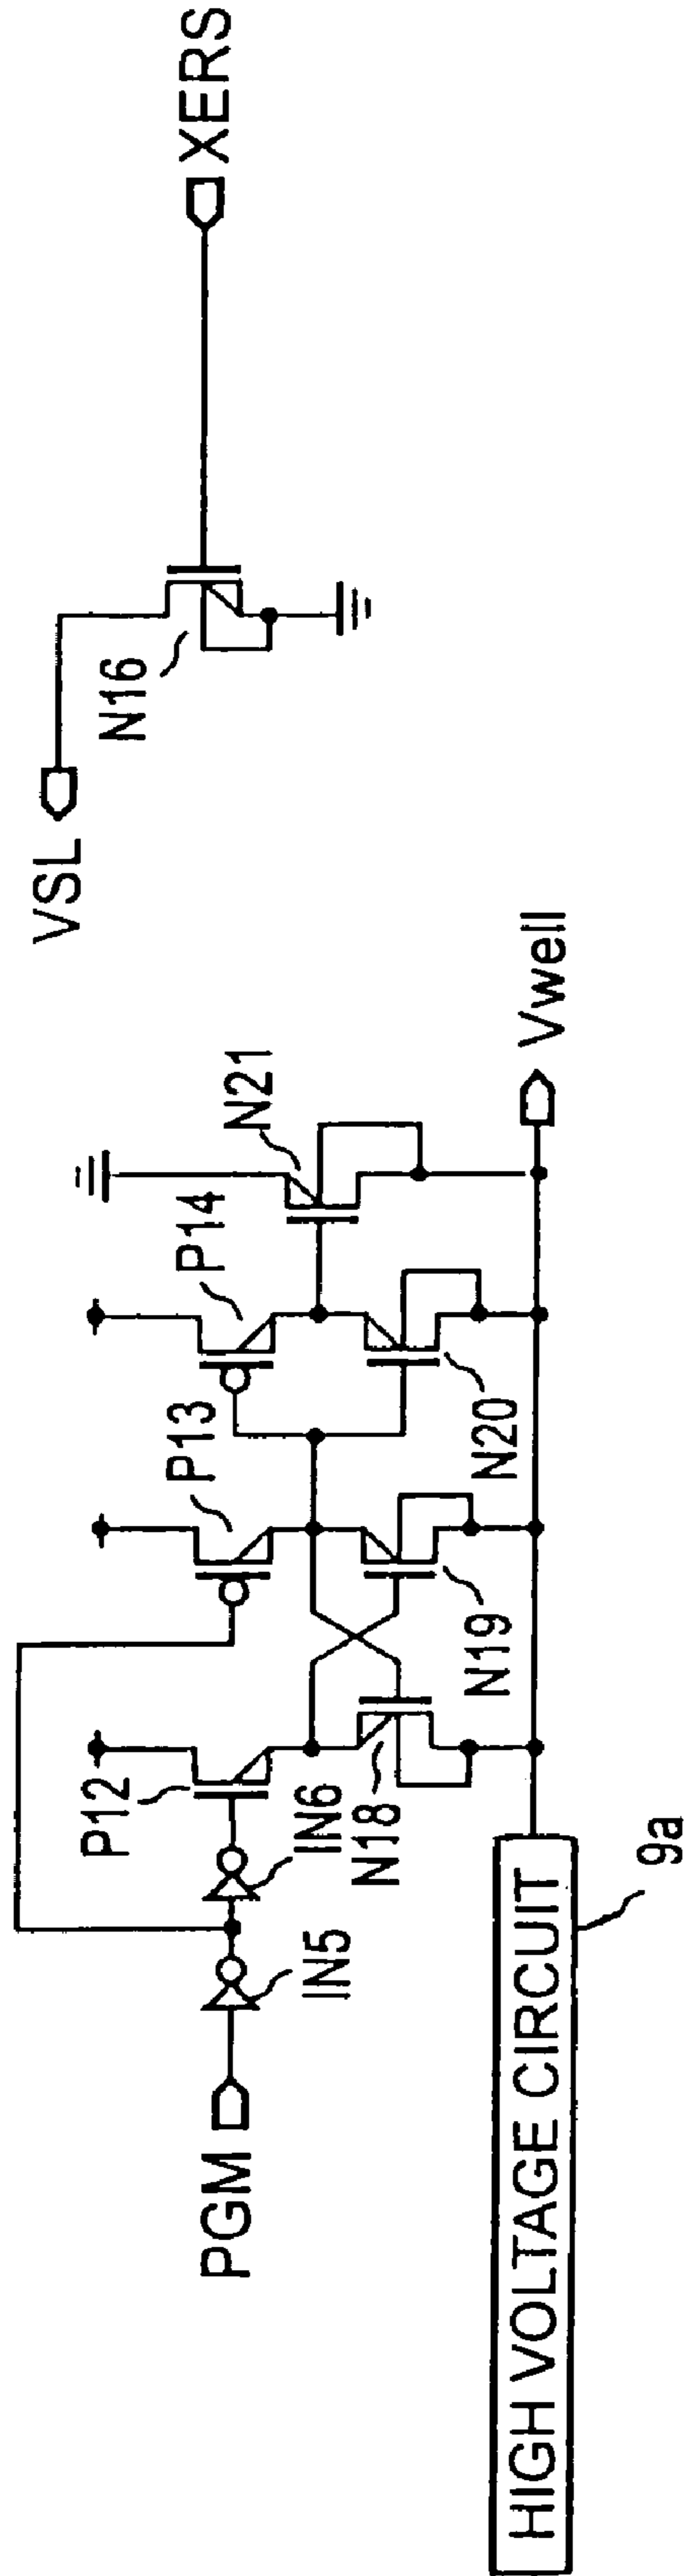 VSL
XERS
N16
P12
P13
P14
N21
PGM
IN5
IN6
N18
N19
N20
Vwell
HIGH VOLTAGE CIRCUIT
9a